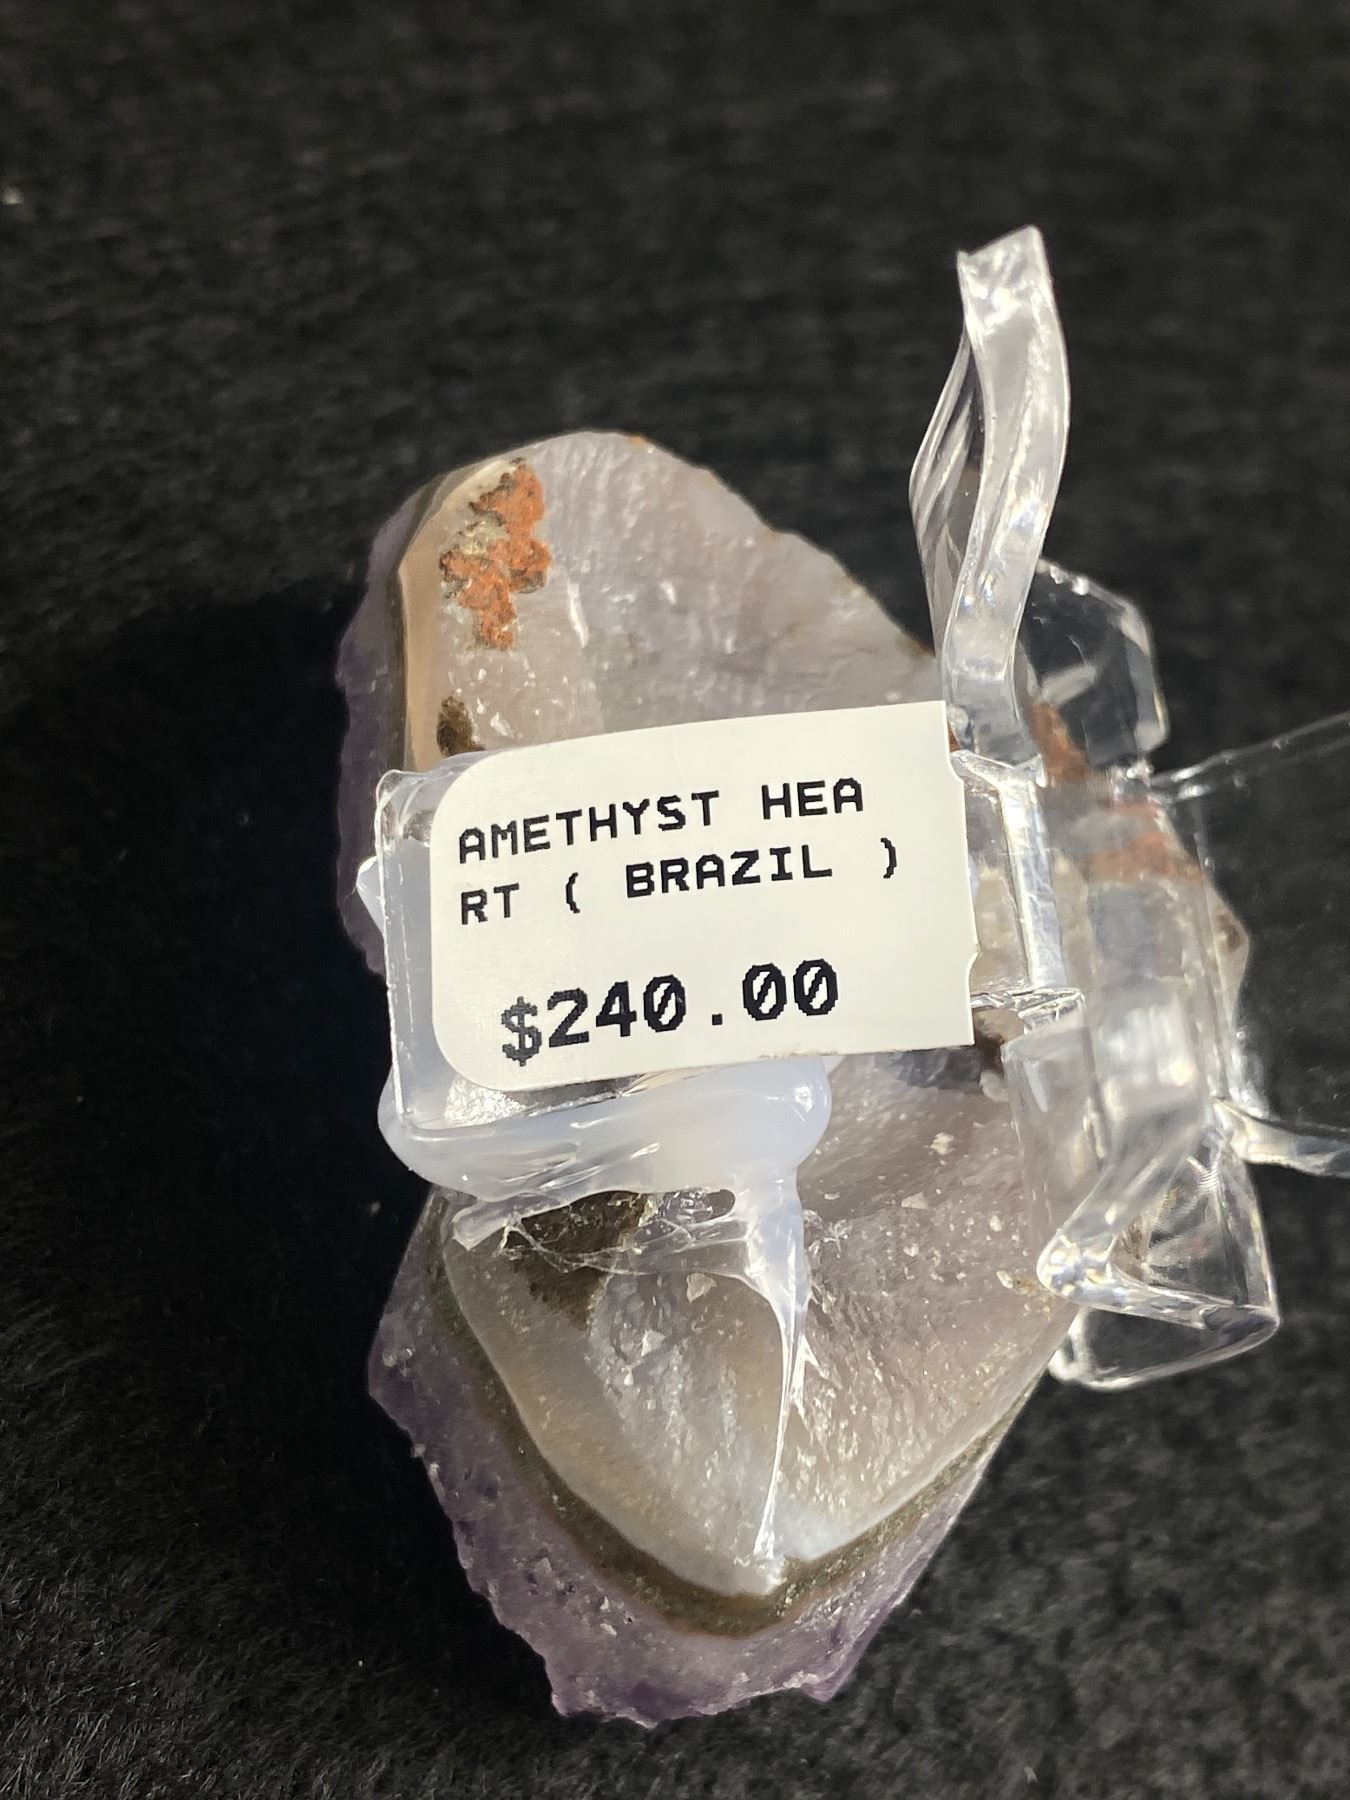 AMETHYST HEA
RT ( BRAZIL )
$240.00